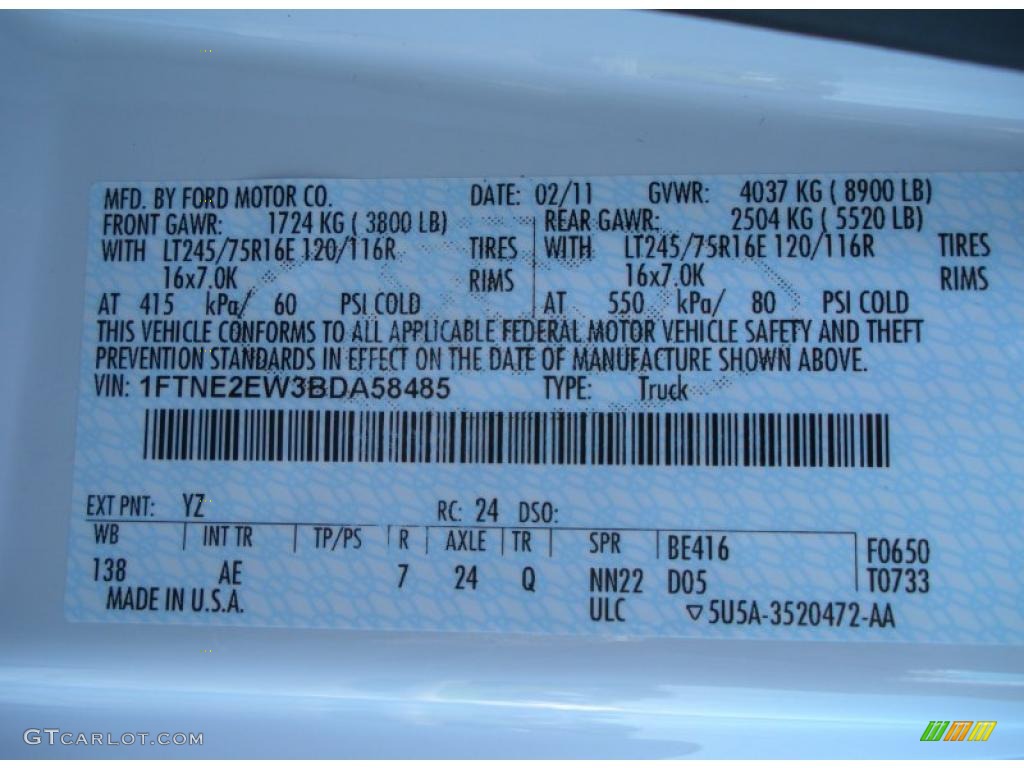 MFD. BY FORD MOTOR CO. DATE: 02/11 GVWR: 4037 KG ( 8900 LB)
FRONT GAWR: 1724 KG ( 3800 LB) REAR GAWR: 2504 KG ( 5520 LB)
WITH LT245/75R16E 120/116R TIRES WITH LT245/75R16E 120/116R TIRES
16x7.0K RIMS 16x7.0K RIMS
AT 415 kPa/ 60 PSI COLD AT 550 kPa/ 80 PSI COLD
THIS VEHICLE CONFORMS TO ALL APPLICABLE FEDERAL MOTOR VEHICLE SAFETY AND THEFT
PREVENTION STANDARDS IN EFFECT ON THE DATE OF MANUFACTURE SHOWN ABOVE.
VIN: 1FTNE2EW3BDA58485 TYPE: Truck
EXT PNT: YZ RC: 24 DSO:
WB INT TR TP/PS R AXLE TR SPR BE416 F0650
138 AE 7 24 Q NN22 D05 T0733
MADE IN U.S.A. ULC ▽5U5A-3520472-AA
GTCARLOT.COM